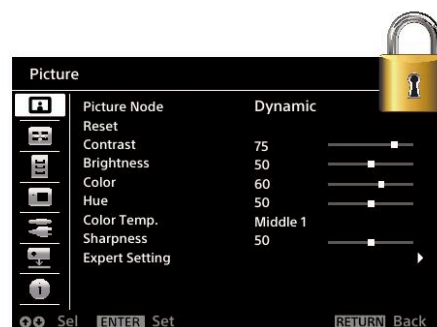 Picture
Picture Node Dynamic
Reset
Contrast 75
Brightness 50
Color 60
Hue 50
Color Temp. Middle 1
Sharpness 50
Expert Setting
Sel ENTER Set RETURN Back